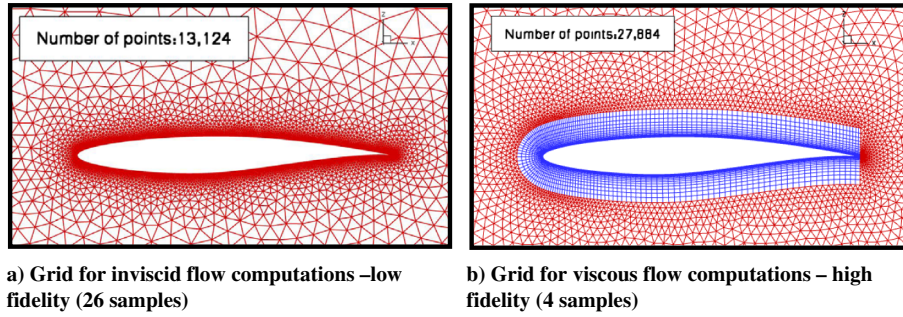 Number of points:13,124
Number of points:27,884
a) Grid for inviscid flow computations –low
fidelity (26 samples)
b) Grid for viscous flow computations – high
fidelity (4 samples)